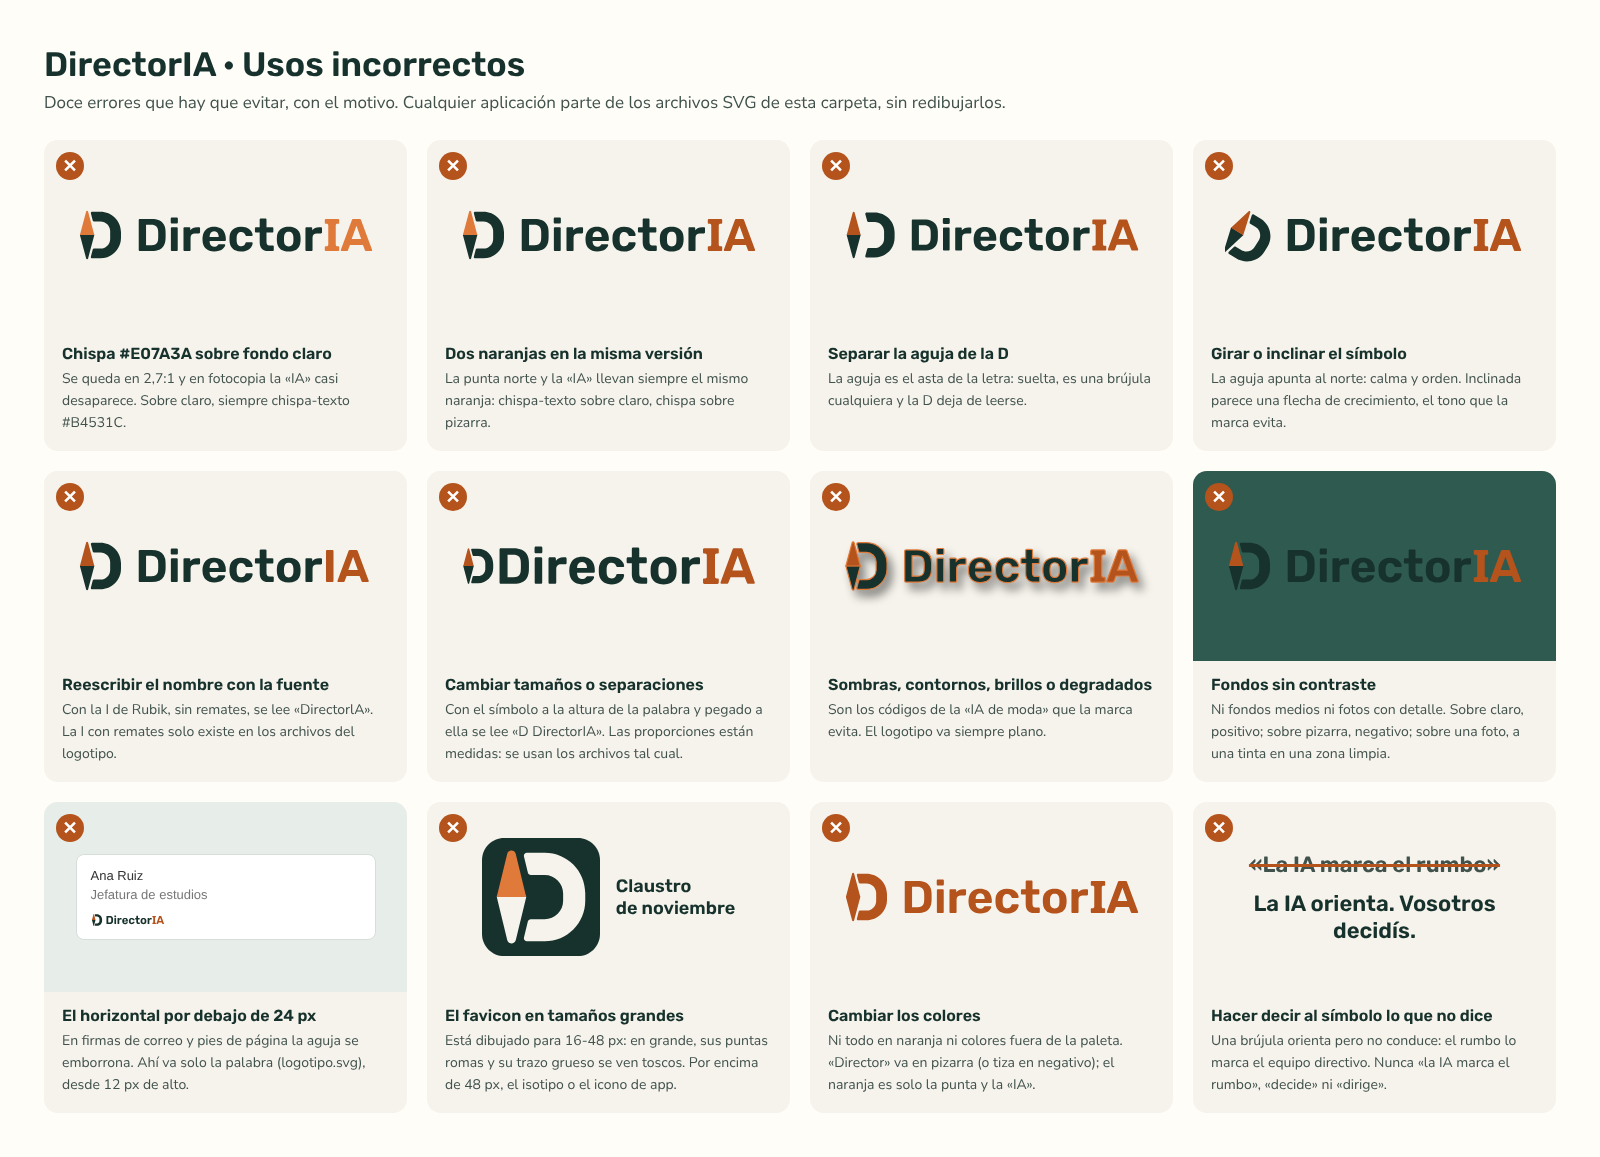 DirectorIA • Usos incorrectos
Doce errores que hay que evitar, con el motivo. Cualquier aplicación parte de los archivos SVG de esta carpeta, sin redibujarlos.
DirectorIA
Chispa #E07A3A sobre fondo claro
Se queda en 2,7:1 y en fotocopia la «IA» casi
desaparece. Sobre claro, siempre chispa-texto
#B4531C.
DirectorIA
Dos naranjas en la misma versión
La punta norte y la «IA» llevan siempre el mismo
naranja: chispa-texto sobre claro, chispa sobre
pizarra.
DirectorIA
Separar la aguja de la D
La aguja es el asta de la letra: suelta, es una brújula
cualquiera y la D deja de leerse.
DirectorIA
Girar o inclinar el símbolo
La aguja apunta al norte: calma y orden. Inclinada
parece una flecha de crecimiento, el tono que la
marca evita.
DirectorIA
Reescribir el nombre con la fuente
Con la I de Rubik, sin remates, se lee «DirectorlA».
La I con remates solo existe en los archivos del
logotipo.
DirectorIA
Cambiar tamaños o separaciones
Con el símbolo a la altura de la palabra y pegado a
ella se lee «D DirectorIA». Las proporciones están
medidas: se usan los archivos tal cual.
DirectorIA
Sombras, contornos, brillos o degradados
Son los códigos de la «IA de moda» que la marca
evita. El logotipo va siempre plano.
DirectorIA
Fondos sin contraste
Ni fondos medios ni fotos con detalle. Sobre claro,
positivo; sobre pizarra, negativo; sobre una foto, a
una tinta en una zona limpia.
Ana Ruiz
Jefatura de estudios
DirectorIA
El horizontal por debajo de 24 px
En firmas de correo y pies de página la aguja se
emborrona. Ahí va solo la palabra (logotipo.svg),
desde 12 px de alto.
Claustro
de noviembre
El favicon en tamaños grandes
Está dibujado para 16-48 px: en grande, sus puntas
romas y su trazo grueso se ven toscos. Por encima
de 48 px, el isotipo o el icono de app.
DirectorIA
Cambiar los colores
Ni todo en naranja ni colores fuera de la paleta.
«Director» va en pizarra (o tiza en negativo); el
naranja es solo la punta y la «IA».
«La IA marca el rumbo»
La IA orienta. Vosotros
decidís.
Hacer decir al símbolo lo que no dice
Una brújula orienta pero no conduce: el rumbo lo
marca el equipo directivo. Nunca «la IA marca el
rumbo», «decide» ni «dirige».